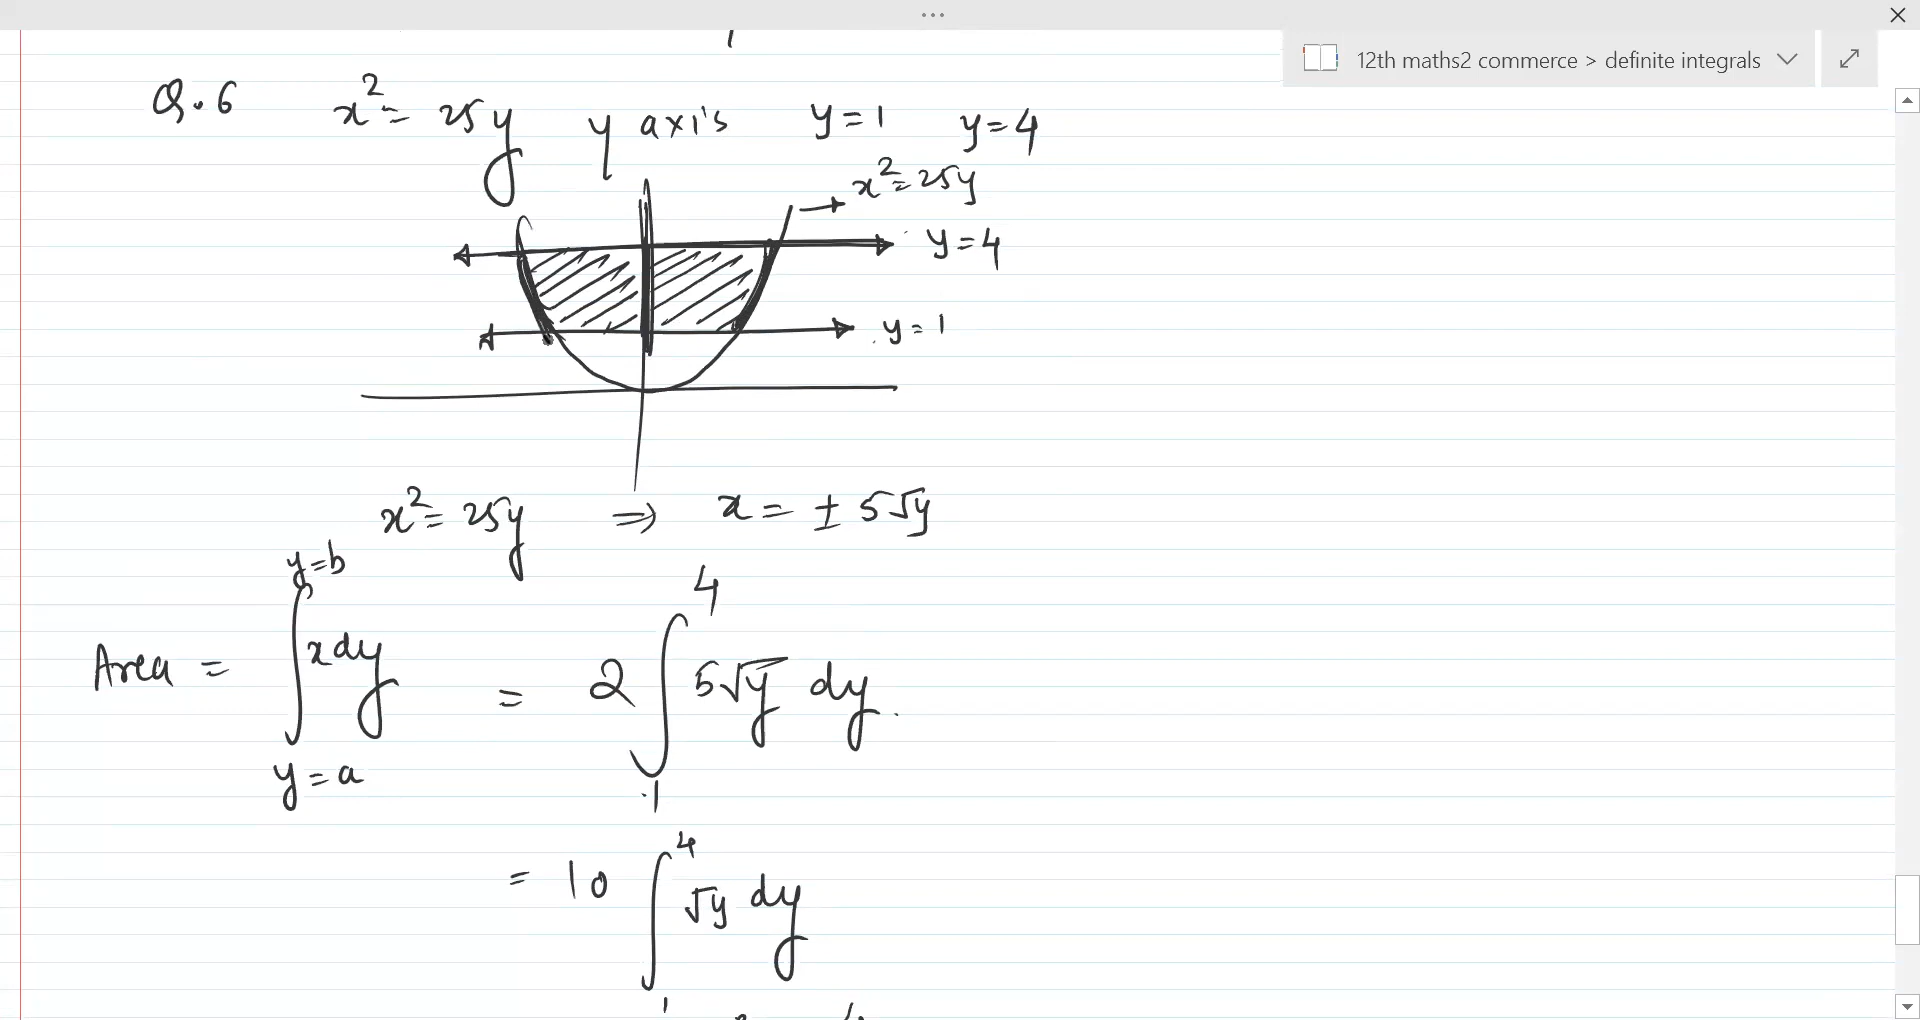 12th maths2 commerce > definite integrals
Q.6 x² = 25y y axis y = 1 y = 4
x² = 25y
y = 4
y = 1
x² = 25y ⇒ x = ± 5√y
Area = ∫_{y=a}^{y=b} x dy = 2 ∫_{1}^{4} 5√y dy.
= 10 ∫_{1}^{4} √y dy